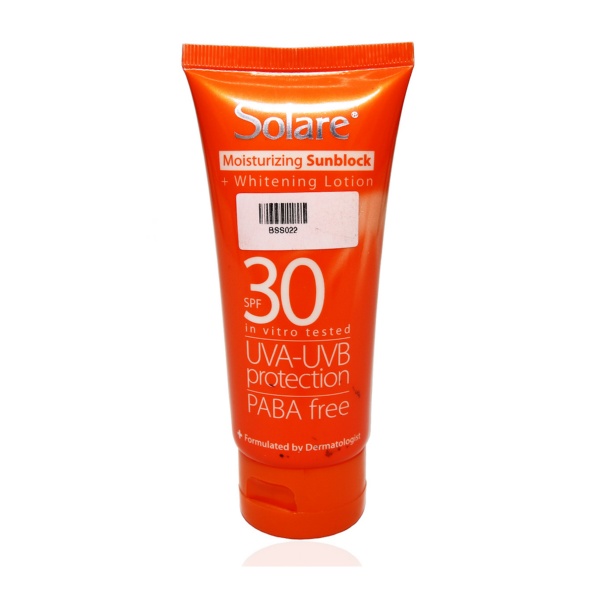 Solare®
Moisturizing Sunblock
+ Whitening Lotion
BSS022
SPF 30
in vitro tested
UVA-UVB
protection
PABA free
+ Formulated by Dermatologist